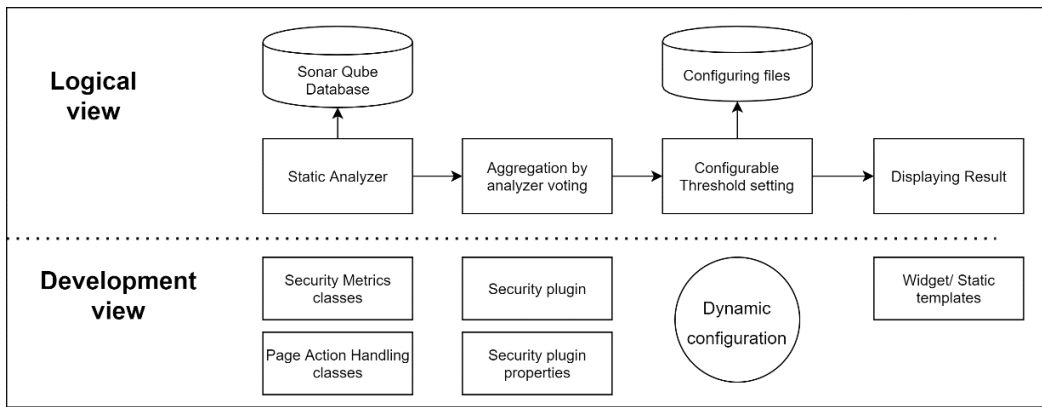 Logical
view
Sonar Qube
Database
Configuring files
Static Analyzer
Aggregation by
analyzer voting
Configurable
Threshold setting
Displaying Result
Development
view
Security Metrics
classes
Security plugin
Dynamic
configuration
Widget/ Static
templates
Page Action Handling
classes
Security plugin
properties